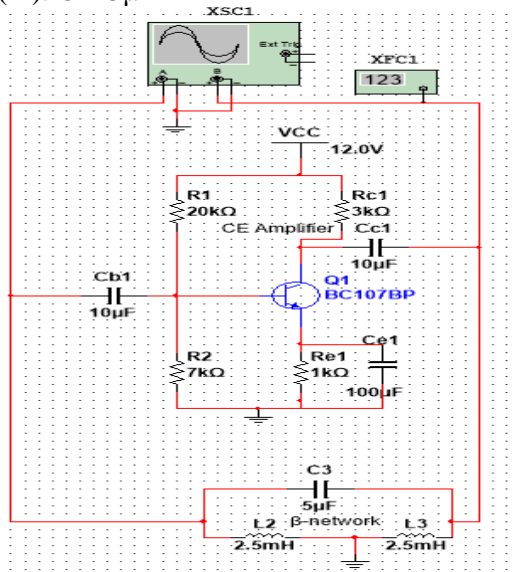 XSC1
Ext Trig
A
B
XFC1
123
VCC
12.0V
R1
20kΩ
Rc1
3kΩ
CE Amplifier
Cc1
10µF
Cb1
10µF
Q1
BC107BP
R2
7kΩ
Re1
1kΩ
Ce1
100µF
C3
5µF
β-network
L2
2.5mH
L3
2.5mH